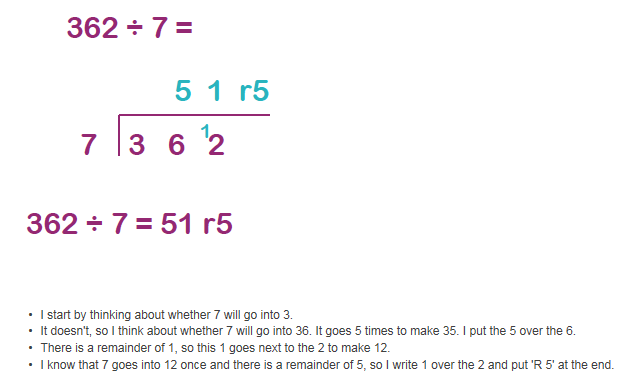 362 ÷ 7 =
5 1 r5
7 3 6 12
362 ÷ 7 = 51 r5
• I start by thinking about whether 7 will go into 3.
• It doesn't, so I think about whether 7 will go into 36. It goes 5 times to make 35. I put the 5 over the 6.
• There is a remainder of 1, so this 1 goes next to the 2 to make 12.
• I know that 7 goes into 12 once and there is a remainder of 5, so I write 1 over the 2 and put 'R 5' at the end.